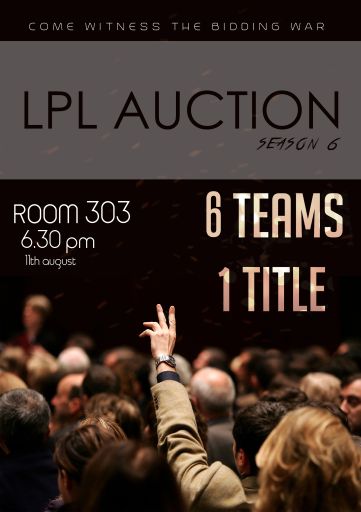 COME WITNESS THE BIDDING WAR
LPL AUCTION
SEASON 6
ROOM 303
6.30 pm
11th august
6 TEAMS
1 TITLE